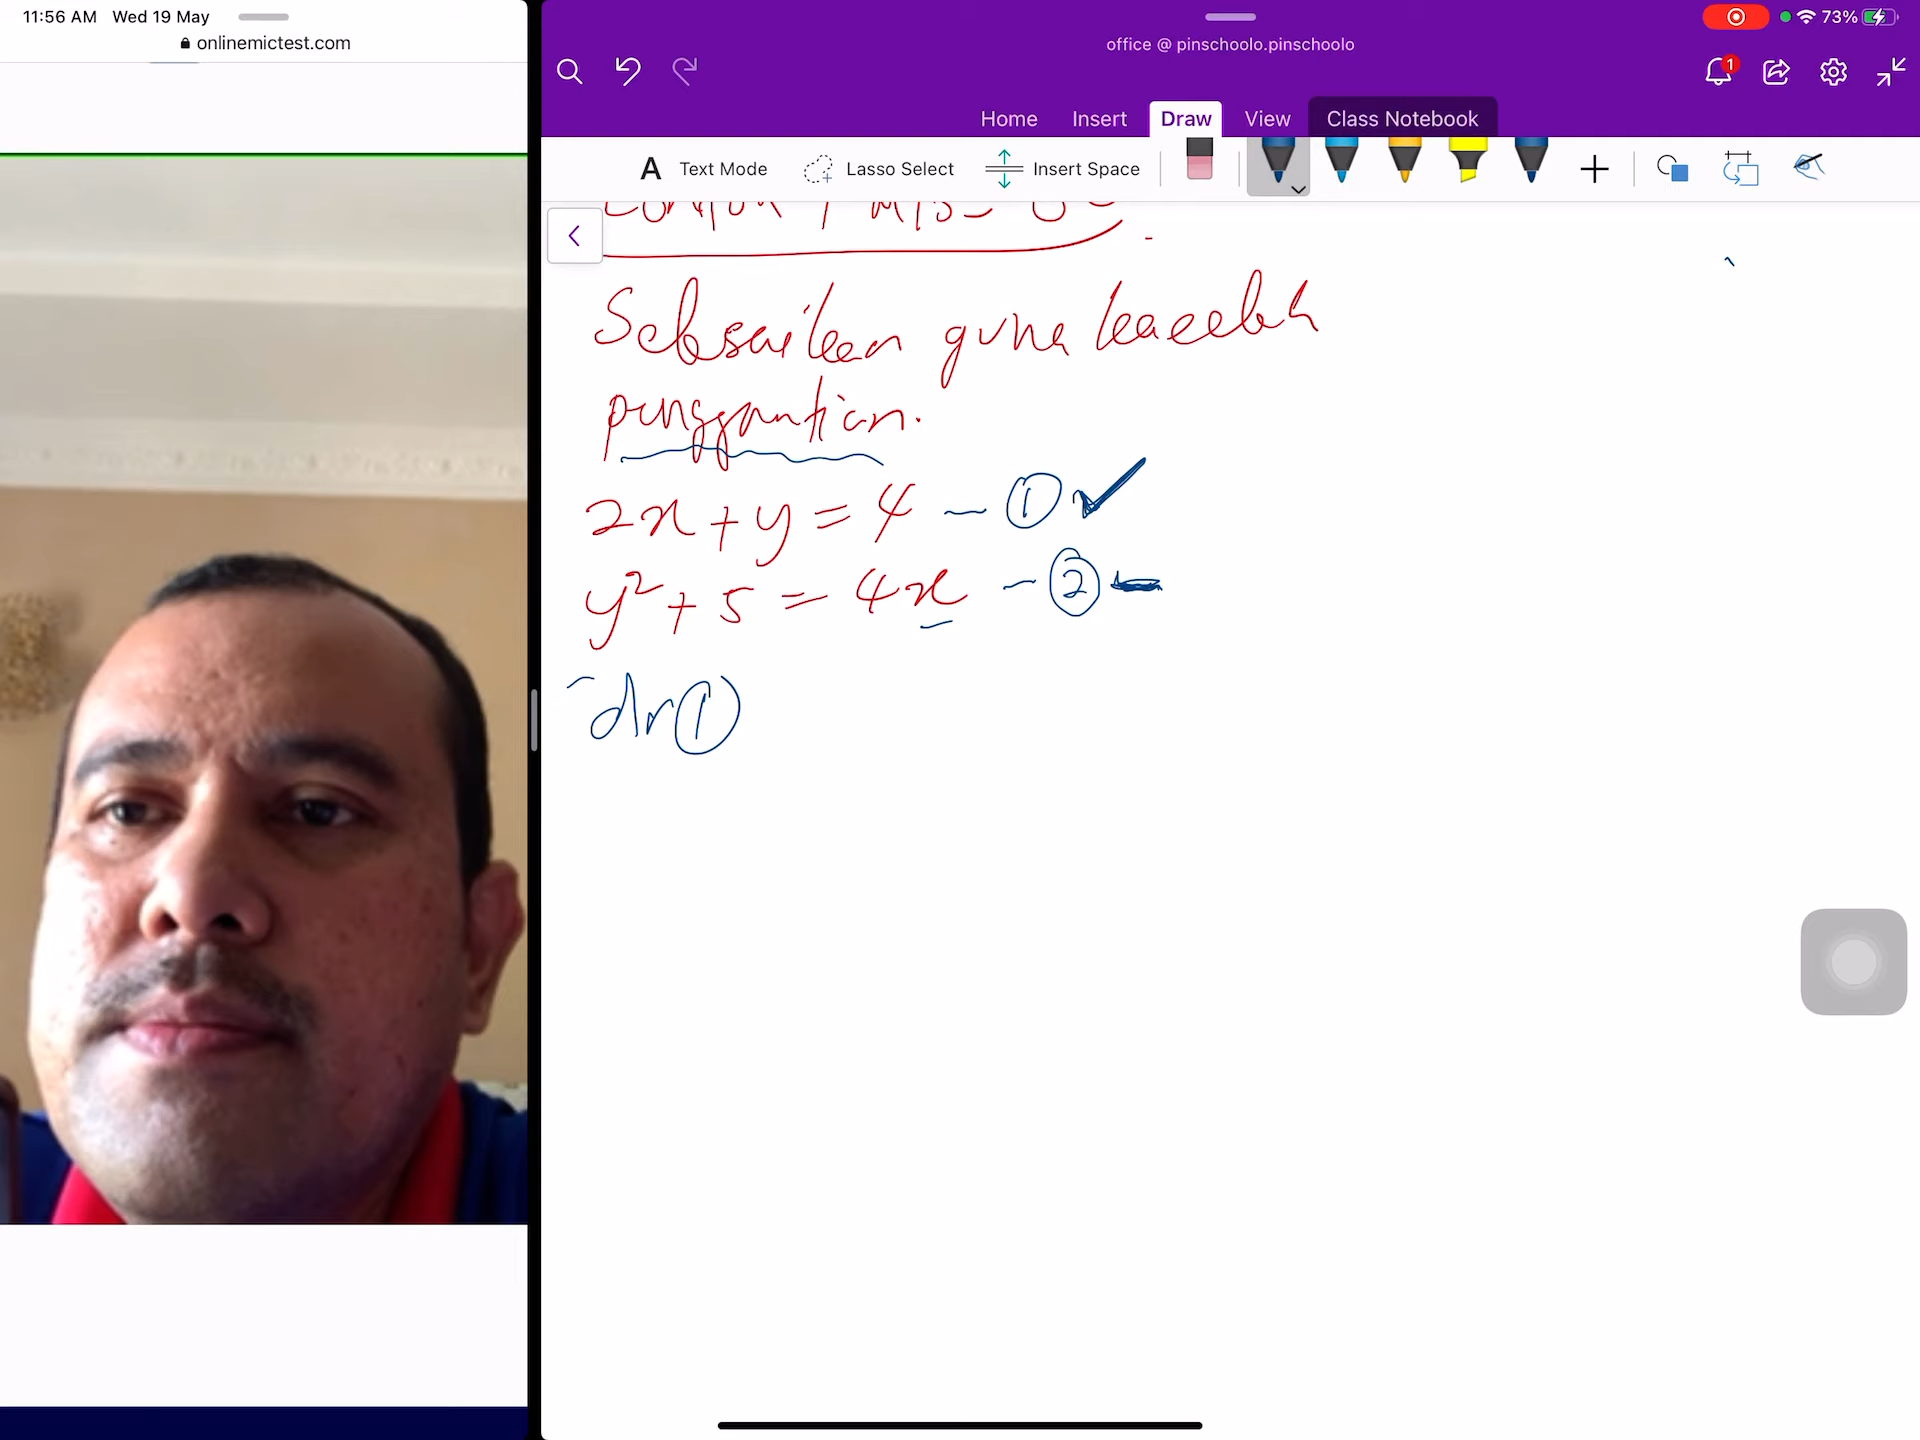 11:56 AM Wed 19 May
onlinemictest.com
73%
office @ pinschoolo.pinschoolo
1
Home Insert Draw View Class Notebook
A Text Mode Lasso Select Insert Space
Selesaikan guna kaedah
penggantian.
2x + y = 4 - ①
y² + 5 = 4x - ②
dr ①